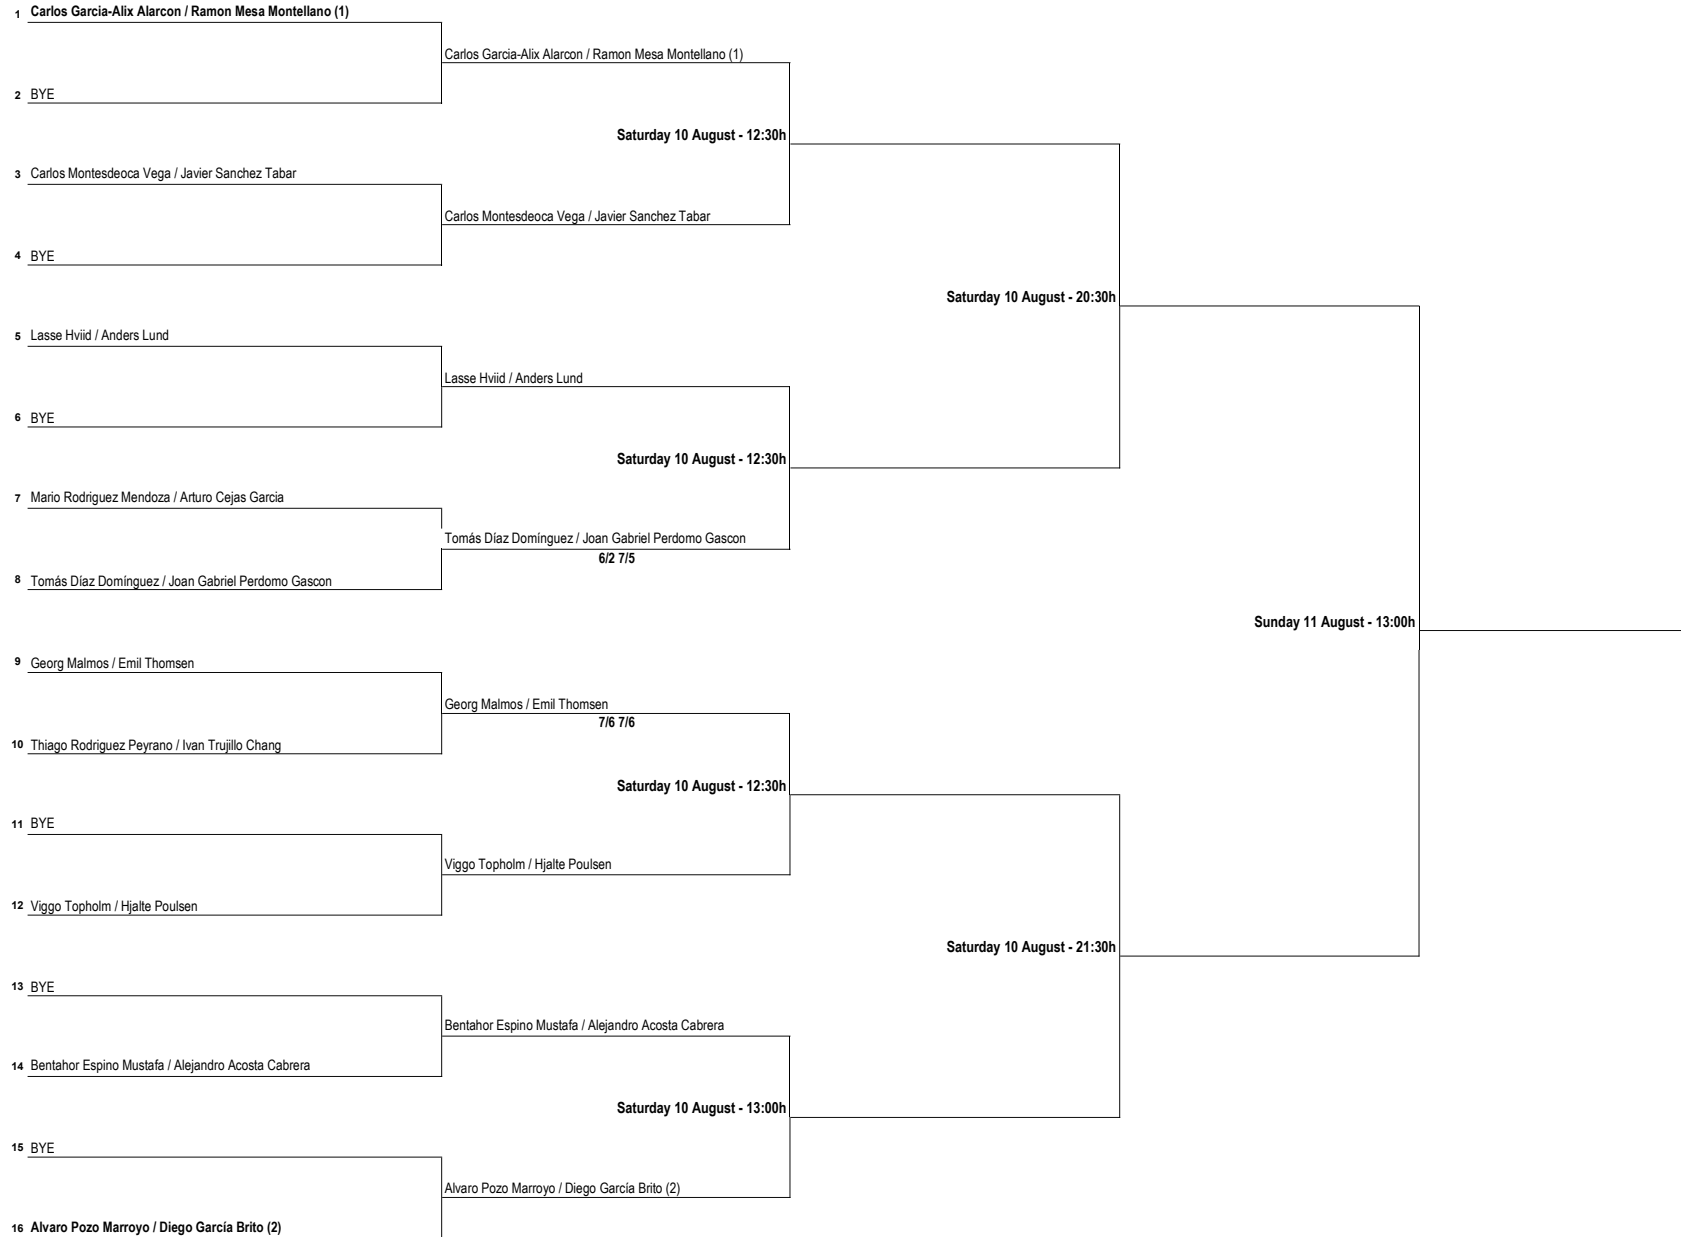 1 Carlos Garcia-Alix Alarcon / Ramon Mesa Montellano (1)
Carlos Garcia-Alix Alarcon / Ramon Mesa Montellano (1)
2 BYE
Saturday 10 August - 12:30h
3 Carlos Montesdeoca Vega / Javier Sanchez Tabar
Carlos Montesdeoca Vega / Javier Sanchez Tabar
4 BYE
Saturday 10 August - 20:30h
5 Lasse Hviid / Anders Lund
Lasse Hviid / Anders Lund
6 BYE
Saturday 10 August - 12:30h
7 Mario Rodriguez Mendoza / Arturo Cejas Garcia
Tomás Díaz Domínguez / Joan Gabriel Perdomo Gascon
6/2 7/5
8 Tomás Díaz Domínguez / Joan Gabriel Perdomo Gascon
Sunday 11 August - 13:00h
9 Georg Malmos / Emil Thomsen
Georg Malmos / Emil Thomsen
7/6 7/6
10 Thiago Rodriguez Peyrano / Ivan Trujillo Chang
Saturday 10 August - 12:30h
11 BYE
Viggo Topholm / Hjalte Poulsen
12 Viggo Topholm / Hjalte Poulsen
Saturday 10 August - 21:30h
13 BYE
Bentahor Espino Mustafa / Alejandro Acosta Cabrera
14 Bentahor Espino Mustafa / Alejandro Acosta Cabrera
Saturday 10 August - 13:00h
15 BYE
Alvaro Pozo Marroyo / Diego García Brito (2)
16 Alvaro Pozo Marroyo / Diego García Brito (2)